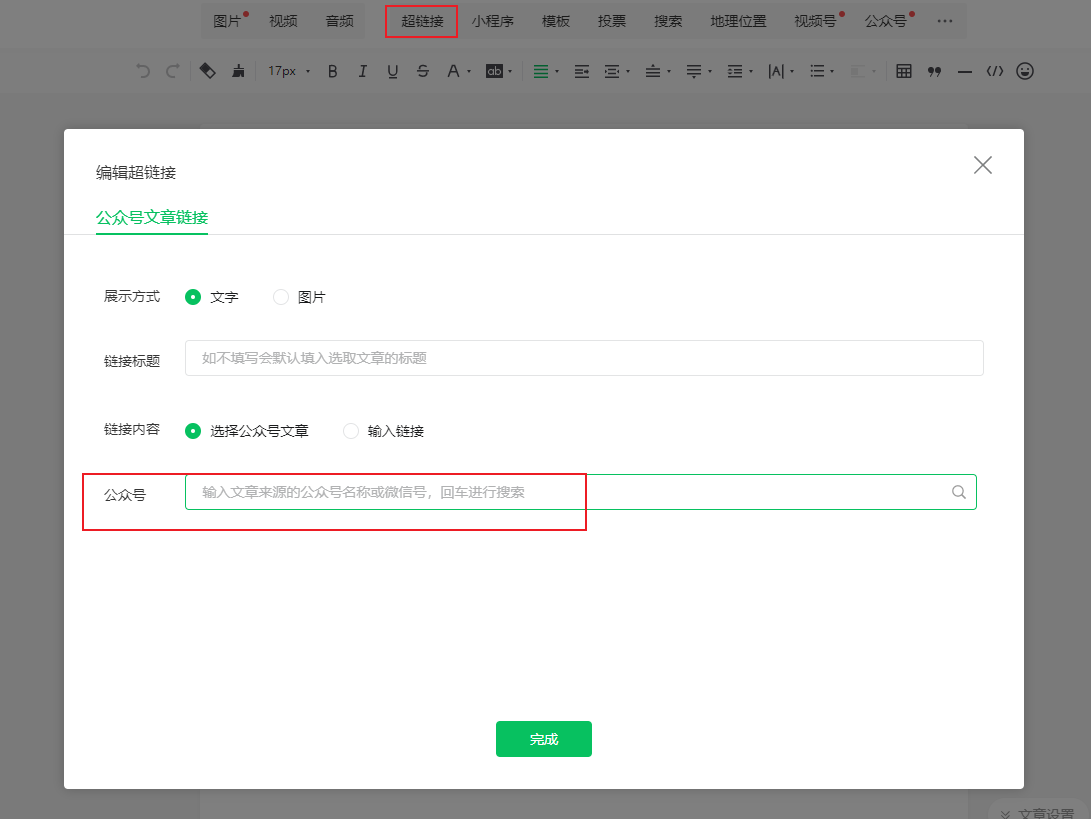 图片 视频 音频 超链接 小程序 模板 投票 搜索 地理位置 视频号 公众号 ···
17px B I U S A ab |A|
编辑超链接
公众号文章链接
展示方式 文字 图片
链接标题 如不填写会默认填入选取文章的标题
链接内容 选择公众号文章 输入链接
公众号 输入文章来源的公众号名称或微信号，回车进行搜索
完成
文章设置